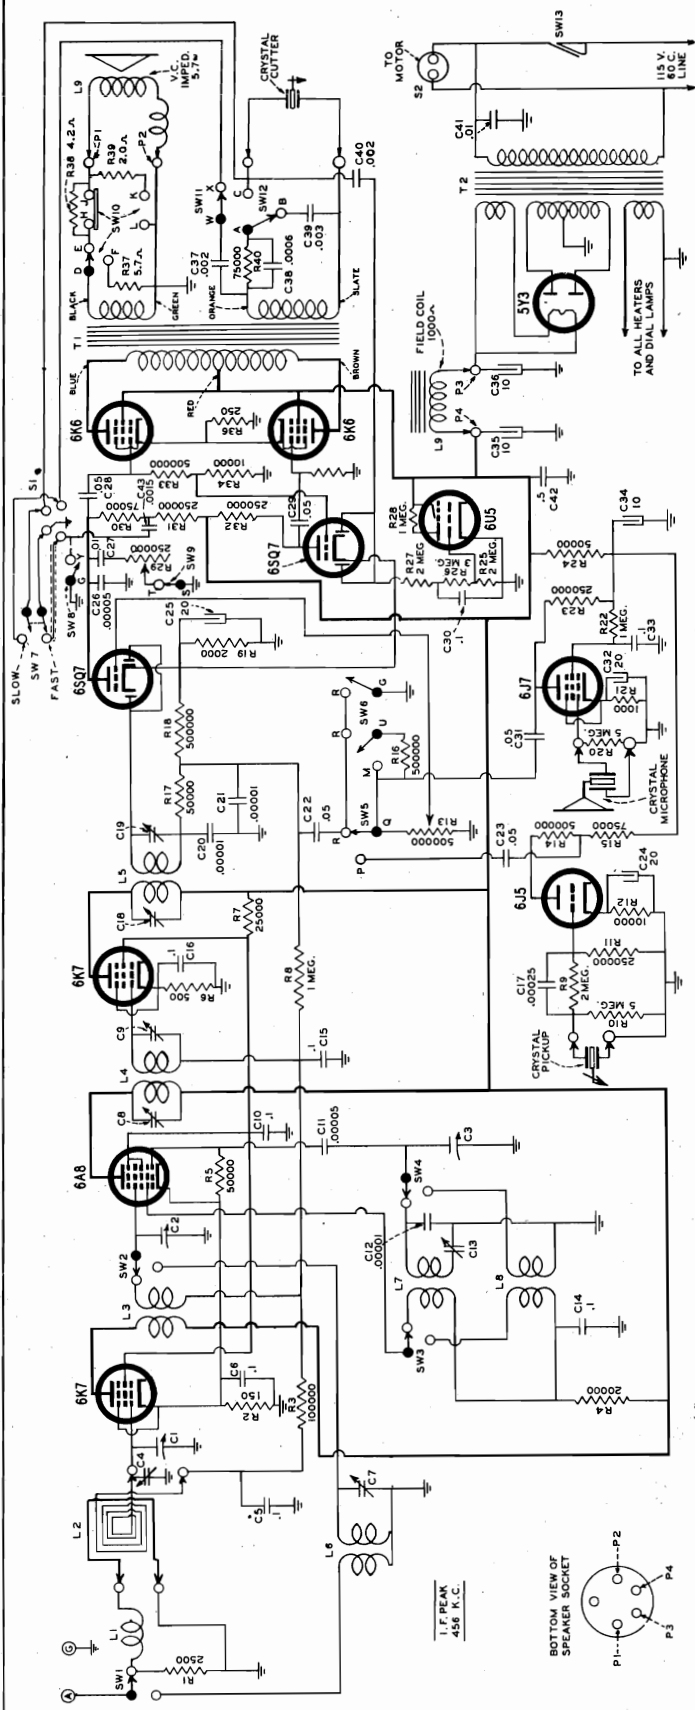 A
G
SW1
L1
R1
2500
L2
C4
C1
C5
.1
L6
C7
6K7
R2
150
C6
.1
R3
100000
L3
SW2
C2
6A8
R5
50000
C10
.1
C11
.00005
C3
SW4
SW3
C12
.00001
C13
L7
L8
C14
.1
R4
20000
C8
L4
C9
C15
.1
6K7
R6
500
C16
.1
R7
25000
R8
1 MEG.
C18
L5
C19
C20
.00001
C21
.00001
R17
50000
R18
500000
C22
.05
P
R
R
R
SW5
Q
M
SW6
U
G
R16
500000
R13
500000
C23
.05
6SQ7
R19
2000
C25
20
SLOW
SW 7
FAST
S1
SW8
G
Y
C26
.00005
C27
.01
R29
250000
T
S
SW9
C28
.05
R30
75000
C43
.0015
R31
250000
R32
250000
R33
500000
R34
10000
C29
.05
6SQ7
6K6
6K6
R36
250
BLUE
RED
BROWN
T1
BLACK
GREEN
ORANGE
SLATE
D
E
F
R37
5.7Ω
H
J
SW10
K
L
R38 4.2Ω
R39
2.0Ω
P1
P2
L9
V.C.
IMPED.
5.7Ω
C37
.002
W
X
SW11
75000
R40
C38 .0006
A
B
C
SW12
C39
.003
C40
.002
CRYSTAL
CUTTER
R27
2 MEG.
R28
1 MEG.
R26
3 MEG.
R25
2 MEG.
C30
.1
6U5
L9
FIELD COIL
1000Ω
P4
P3
C35
10
C36
10
C42
.5
5Y3
TO ALL HEATERS
AND DIAL LAMPS
T2
C41
.01
S2
TO
MOTOR
SW13
115 V.
60 C.
LINE
CRYSTAL
PICKUP
C17
.00025
R9
2 MEG.
R10
5 MEG.
R11
250000
R12
10000
C24
20
6J5
R14
500000
R15
75000
CRYSTAL
MICROPHONE
C31
.05
6J7
R20
5 MEG.
R21
1000
C32
20
C33
.1
R22
1 MEG.
R23
250000
R24
50000
C34
10
I.F. PEAK
456 K.C.
BOTTOM VIEW OF
SPEAKER SOCKET
P1
P2
P3
P4